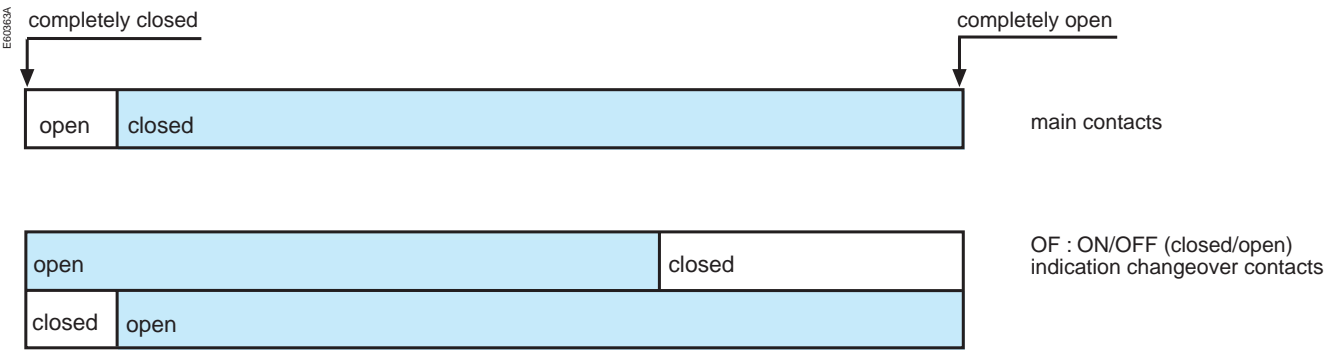 E60363A
completely closed
completely open
open
closed
main contacts
open
closed
OF : ON/OFF (closed/open)
indication changeover contacts
closed
open